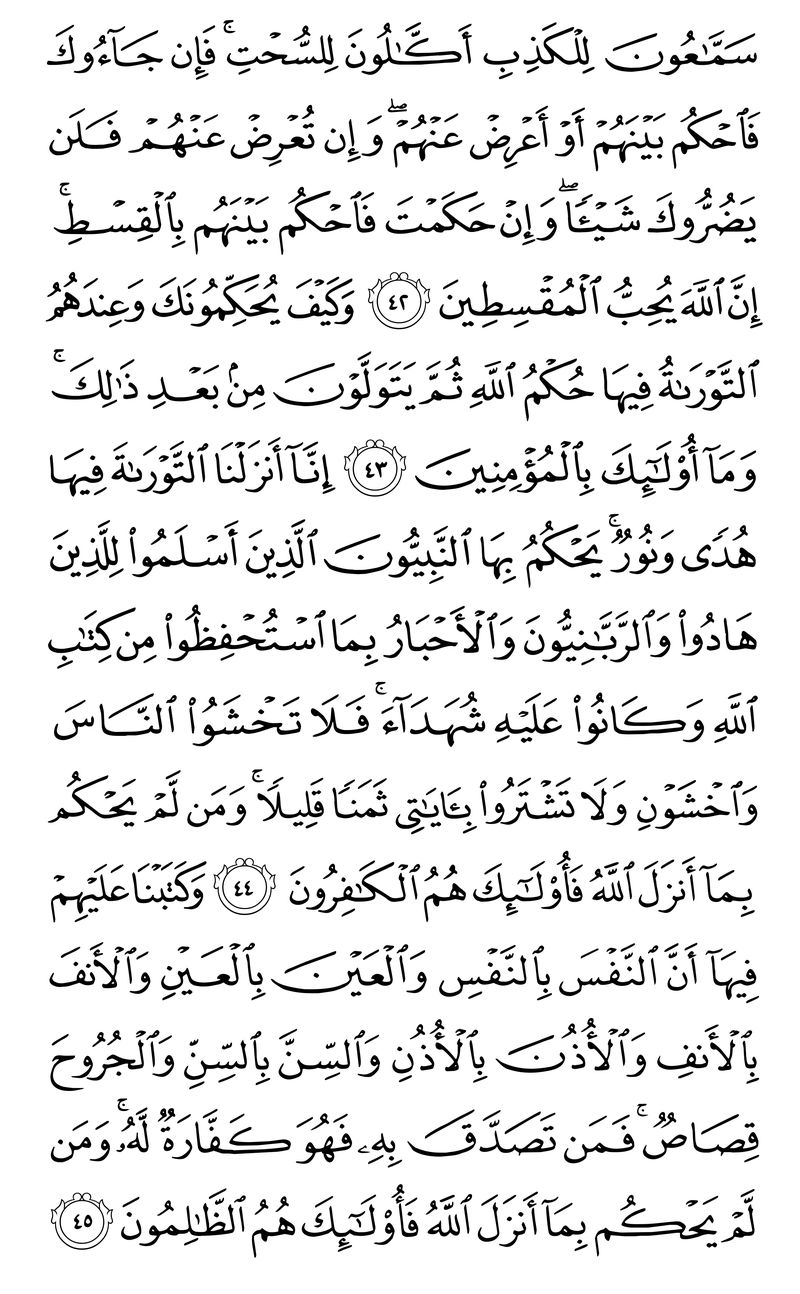 سَمَّٰعُونَ لِلۡكَذِبِ أَكَّٰلُونَ لِلسُّحۡتِۚ فَإِن جَآءُوكَ
فَٱحۡكُم بَيۡنَهُمۡ أَوۡ أَعۡرِضۡ عَنۡهُمۡۖ وَإِن تُعۡرِضۡ عَنۡهُمۡ فَلَن
يَضُرُّوكَ شَيۡـٔٗاۖ وَإِنۡ حَكَمۡتَ فَٱحۡكُم بَيۡنَهُم بِٱلۡقِسۡطِۚ
إِنَّ ٱللَّهَ يُحِبُّ ٱلۡمُقۡسِطِينَ ٤٢ وَكَيۡفَ يُحَكِّمُونَكَ وَعِندَهُمُ
ٱلتَّوۡرَىٰةُ فِيهَا حُكۡمُ ٱللَّهِ ثُمَّ يَتَوَلَّوۡنَ مِنۢ بَعۡدِ ذَٰلِكَۚ
وَمَآ أُوْلَٰٓئِكَ بِٱلۡمُؤۡمِنِينَ ٤٣ إِنَّآ أَنزَلۡنَا ٱلتَّوۡرَىٰةَ فِيهَا
هُدٗى وَنُورٞۚ يَحۡكُمُ بِهَا ٱلنَّبِيُّونَ ٱلَّذِينَ أَسۡلَمُواْ لِلَّذِينَ
هَادُواْ وَٱلرَّبَّٰنِيُّونَ وَٱلۡأَحۡبَارُ بِمَا ٱسۡتُحۡفِظُواْ مِن كِتَٰبِ
ٱللَّهِ وَكَانُواْ عَلَيۡهِ شُهَدَآءَۚ فَلَا تَخۡشَوُاْ ٱلنَّاسَ
وَٱخۡشَوۡنِ وَلَا تَشۡتَرُواْ بِـَٔايَٰتِي ثَمَنٗا قَلِيلٗاۚ وَمَن لَّمۡ يَحۡكُم
بِمَآ أَنزَلَ ٱللَّهُ فَأُوْلَٰٓئِكَ هُمُ ٱلۡكَٰفِرُونَ ٤٤ وَكَتَبۡنَا عَلَيۡهِمۡ
فِيهَآ أَنَّ ٱلنَّفۡسَ بِٱلنَّفۡسِ وَٱلۡعَيۡنَ بِٱلۡعَيۡنِ وَٱلۡأَنفَ
بِٱلۡأَنفِ وَٱلۡأُذُنَ بِٱلۡأُذُنِ وَٱلسِّنَّ بِٱلسِّنِّ وَٱلۡجُرُوحَ
قِصَاصٞۚ فَمَن تَصَدَّقَ بِهِۦ فَهُوَ كَفَّارَةٞ لَّهُۥۚ وَمَن
لَّمۡ يَحۡكُم بِمَآ أَنزَلَ ٱللَّهُ فَأُوْلَٰٓئِكَ هُمُ ٱلظَّٰلِمُونَ ٤٥